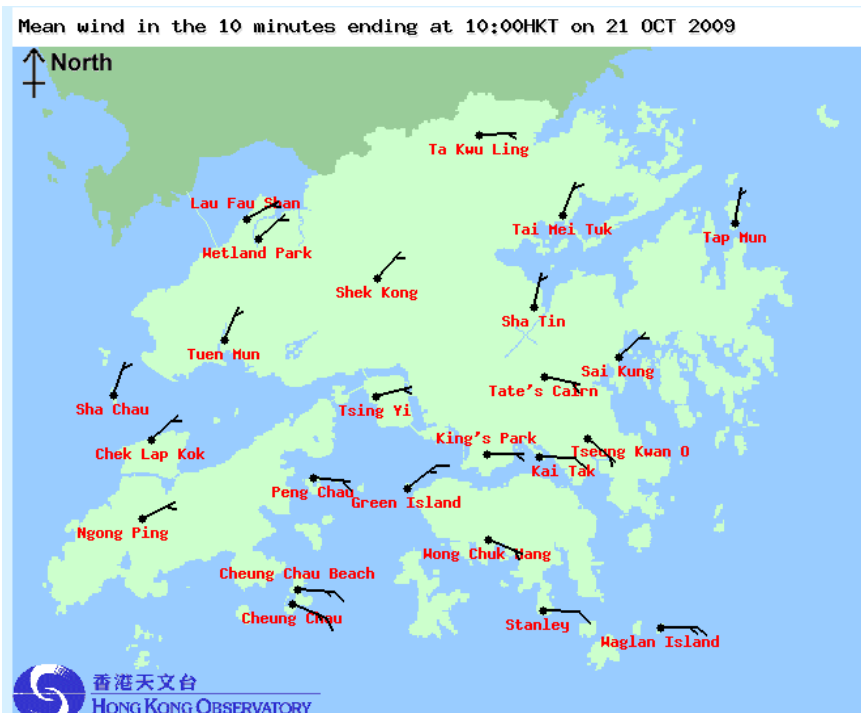 Mean wind in the 10 minutes ending at 10:00HKT on 21 OCT 2009
North
Ta Kwu Ling
Lau Fau Shan
Tai Mei Tuk
Tap Mun
Wetland Park
Shek Kong
Sha Tin
Tuen Mun
Sai Kung
Tate's Cairn
Sha Chau
Tsing Yi
King's Park
Tseung Kwan O
Chek Lap Kok
Kai Tak
Peng Chau
Green Island
Ngong Ping
Wong Chuk Hang
Cheung Chau Beach
Cheung Chau
Stanley
Waglan Island
香港天文台
HONG KONG OBSERVATORY